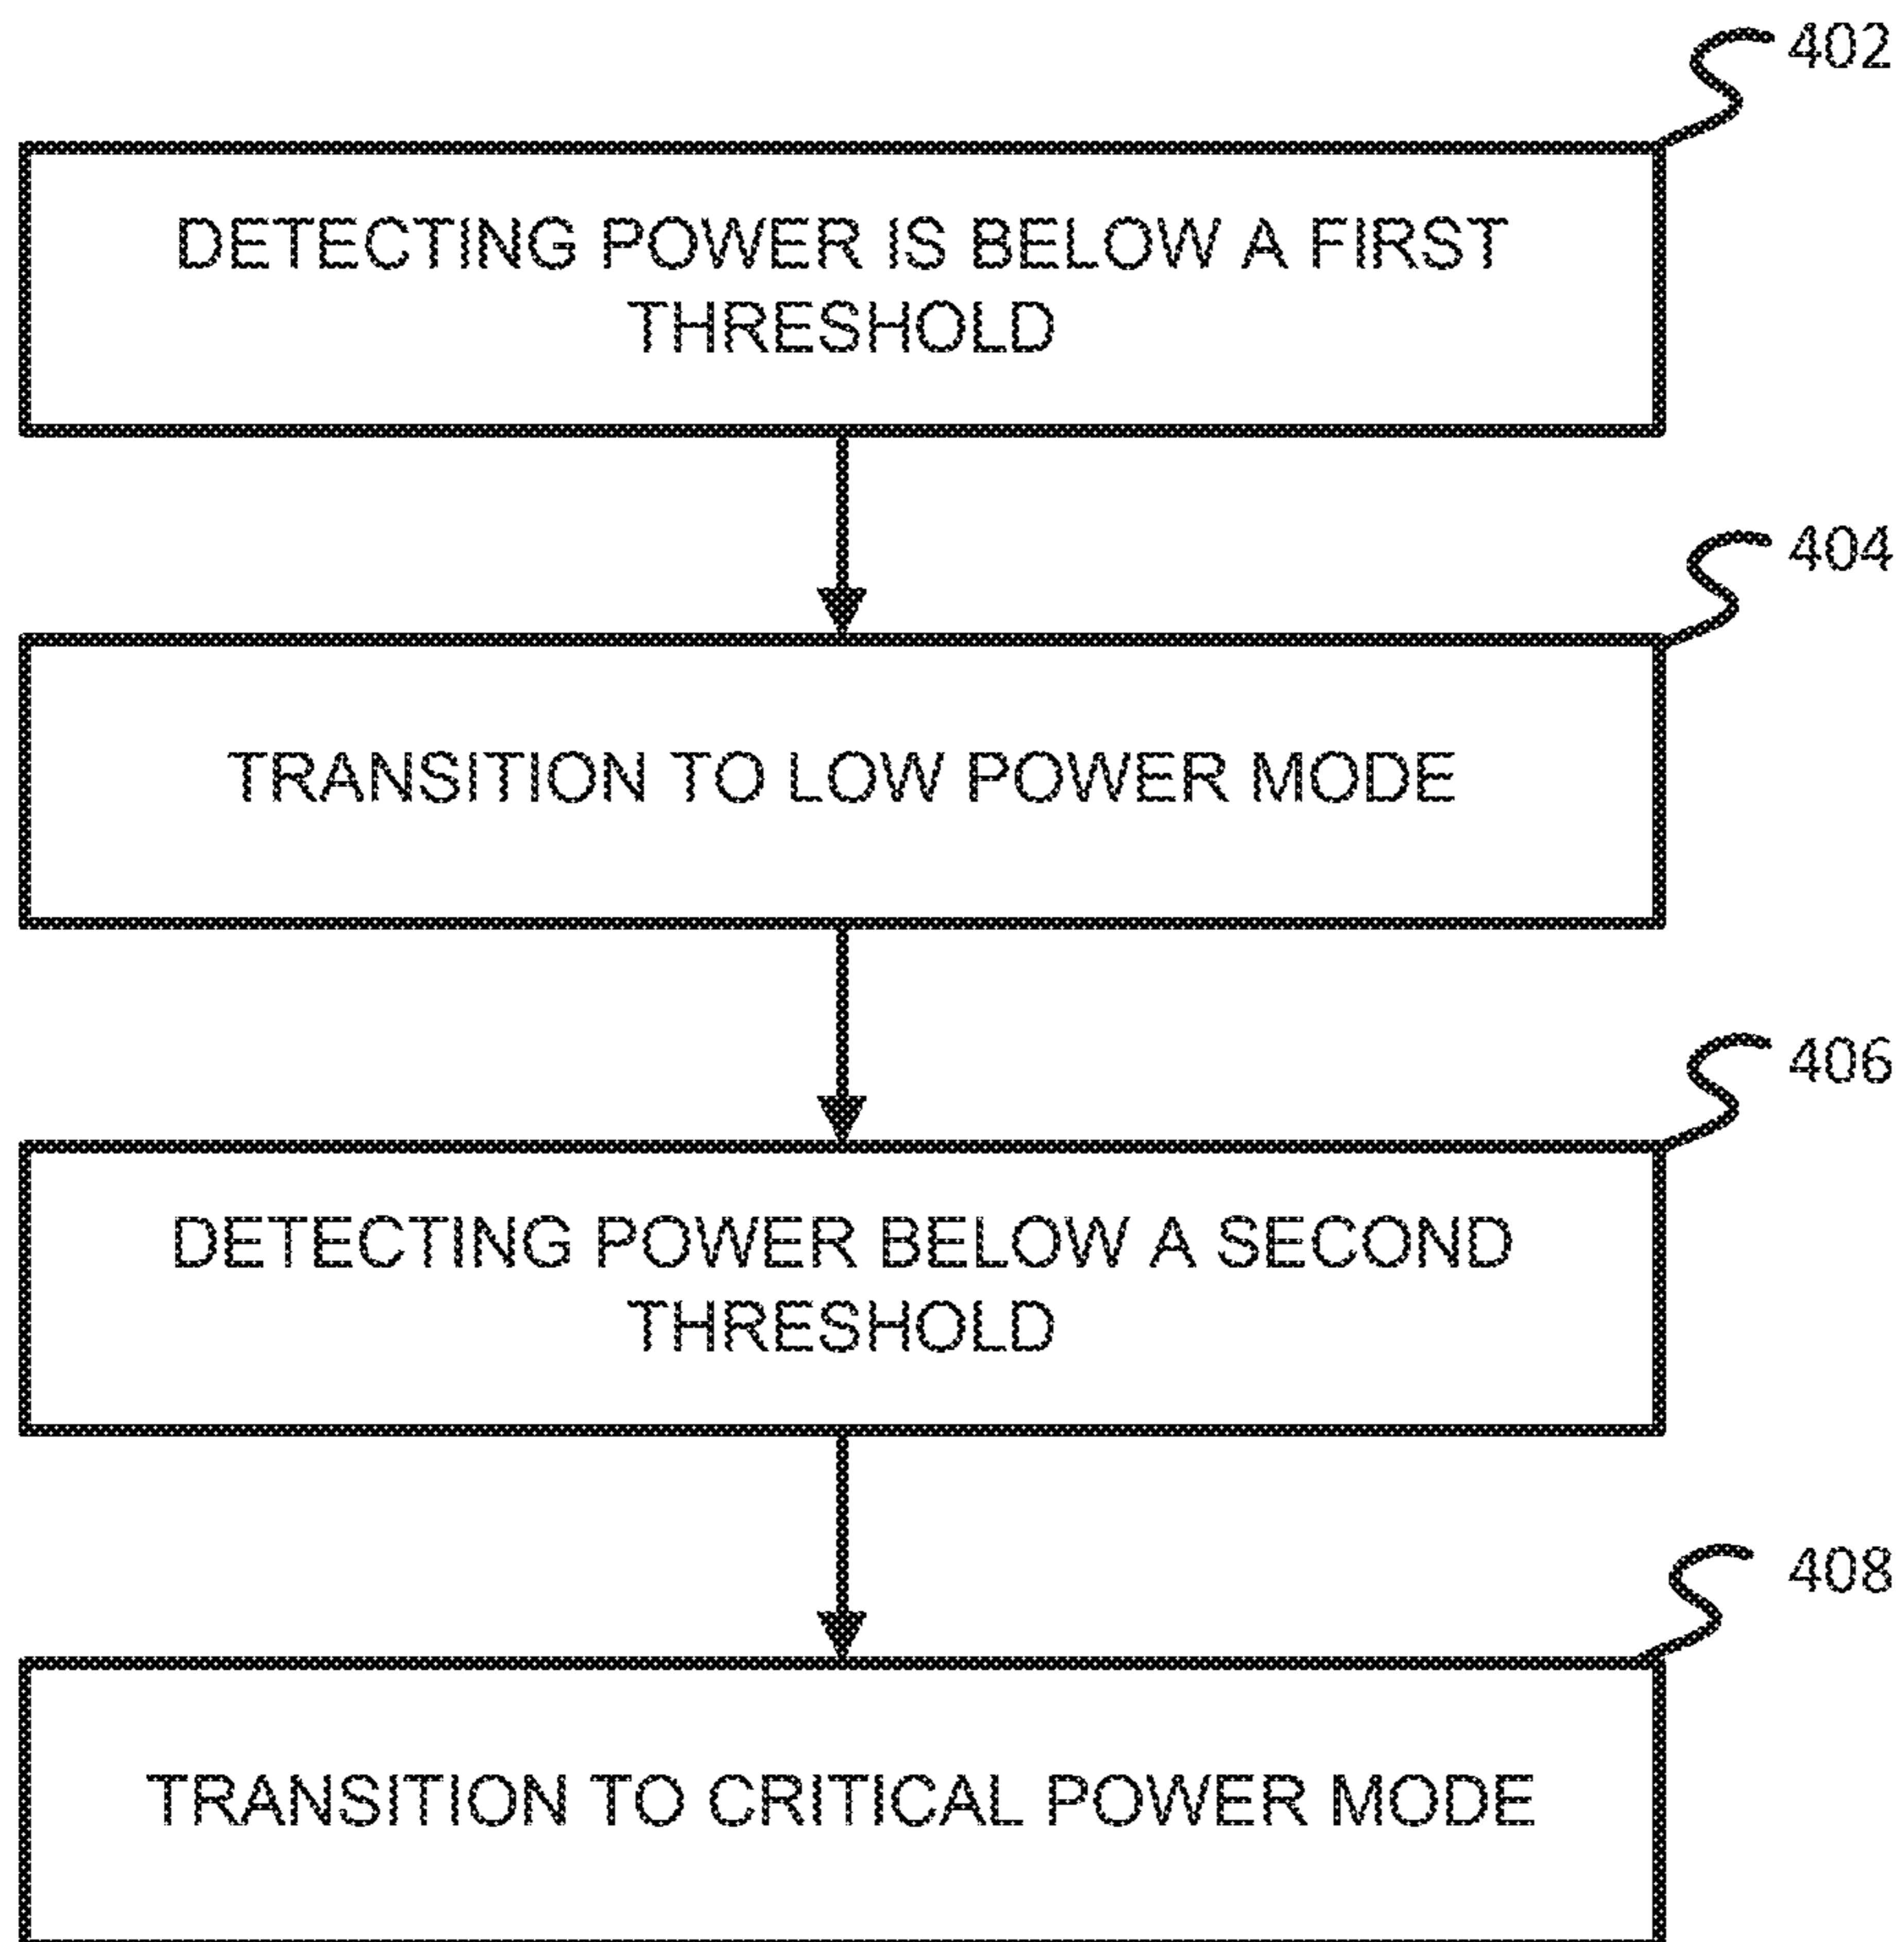 402
DETECTING POWER IS BELOW A FIRST
THRESHOLD
404
TRANSITION TO LOW POWER MODE
406
DETECTING POWER BELOW A SECOND
THRESHOLD
408
TRANSITION TO CRITICAL POWER MODE